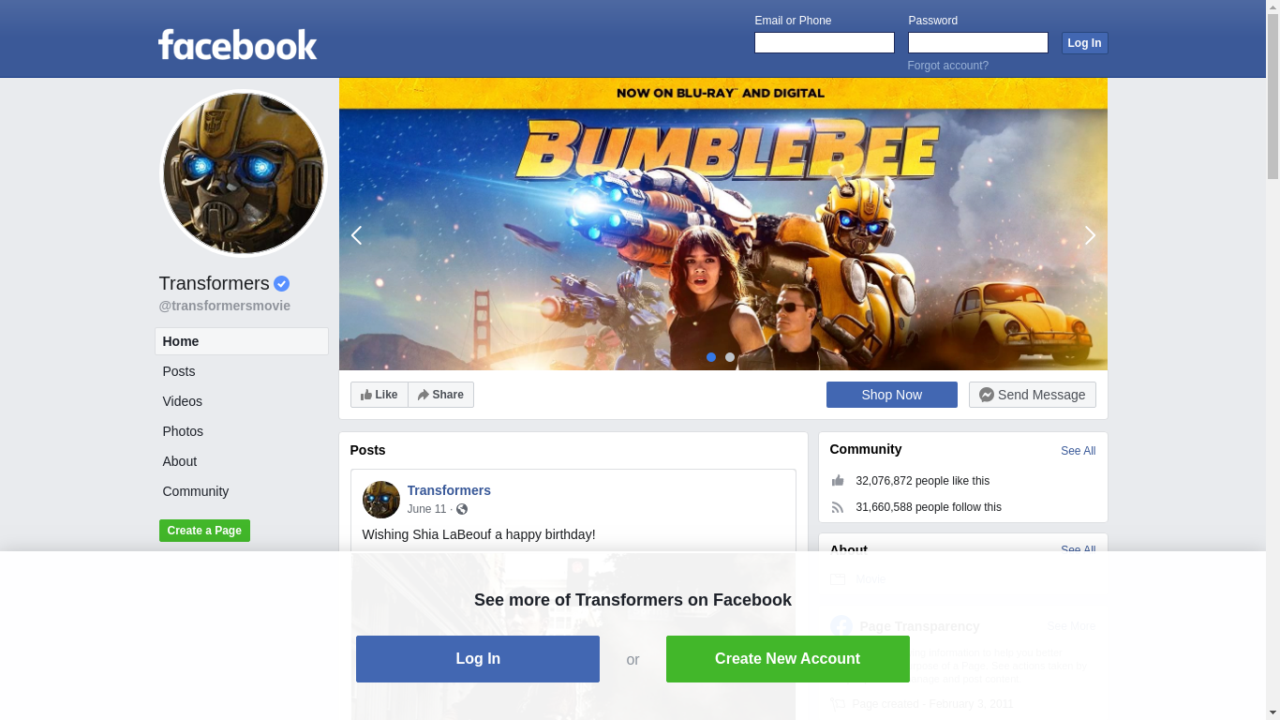 facebook
Email or Phone
Password
Log In
Forgot account?
NOW ON BLU-RAY™ AND DIGITAL
BUMBLEBEE
Transformers
@transformersmovie
Home
Posts
Videos
Photos
About
Community
Create a Page
Like
Share
Shop Now
Send Message
Posts
Transformers
June 11 ·
Wishing Shia LaBeouf a happy birthday!
Community
See All
32,076,872 people like this
31,660,588 people follow this
About
See All
Movie
Page Transparency
See More
Page created - February 3, 2011
See more of Transformers on Facebook
Log In
or
Create New Account